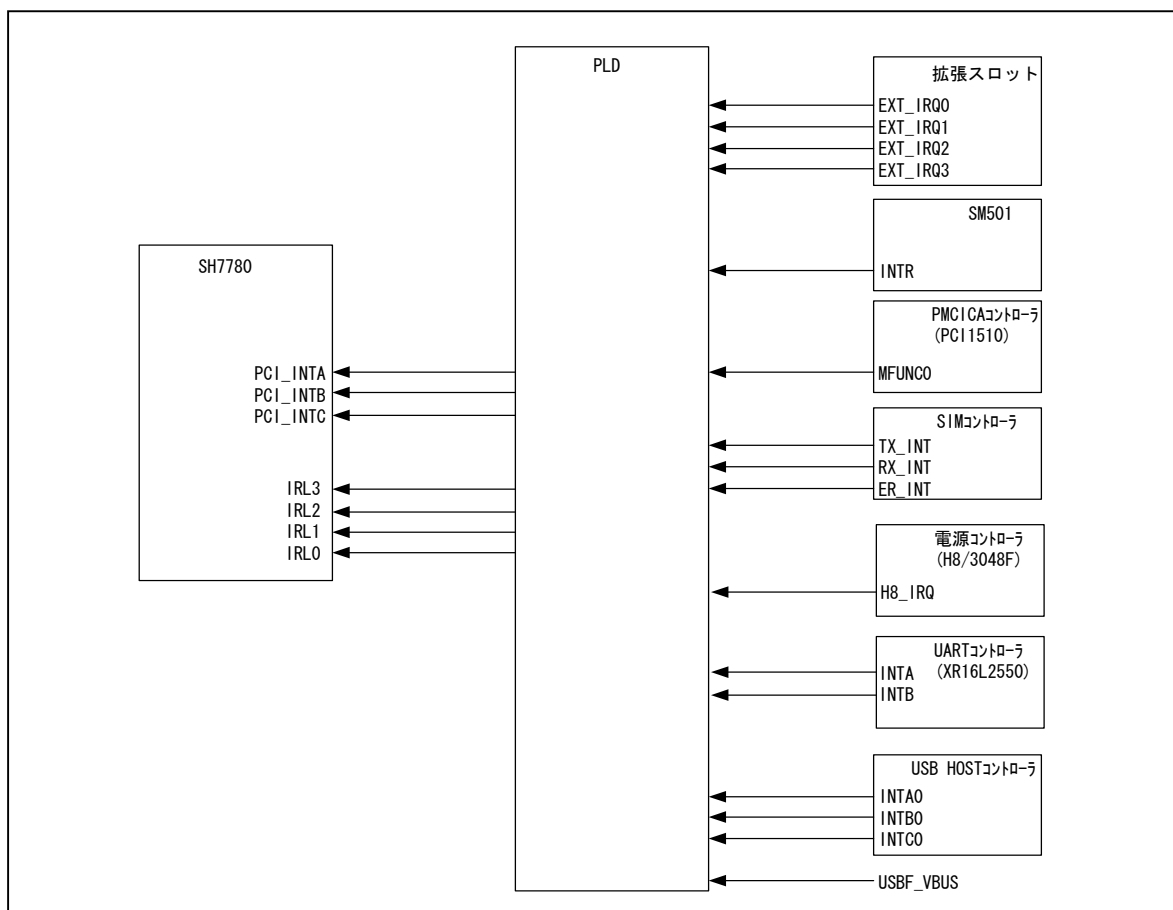 PLD
拡張スロット
EXT_IRQ0
EXT_IRQ1
EXT_IRQ2
EXT_IRQ3
SM501
INTR
SH7780
PCI_INTA
PCI_INTB
PCI_INTC
IRL3
IRL2
IRL1
IRL0
PMCICAｺﾝﾄﾛｰﾗ
(PCI1510)
MFUNC0
SIMｺﾝﾄﾛｰﾗ
TX_INT
RX_INT
ER_INT
電源ｺﾝﾄﾛｰﾗ
(H8/3048F)
H8_IRQ
UARTｺﾝﾄﾛｰﾗ
INTA (XR16L2550)
INTB
USB HOSTｺﾝﾄﾛｰﾗ
INTA0
INTB0
INTC0
USBF_VBUS